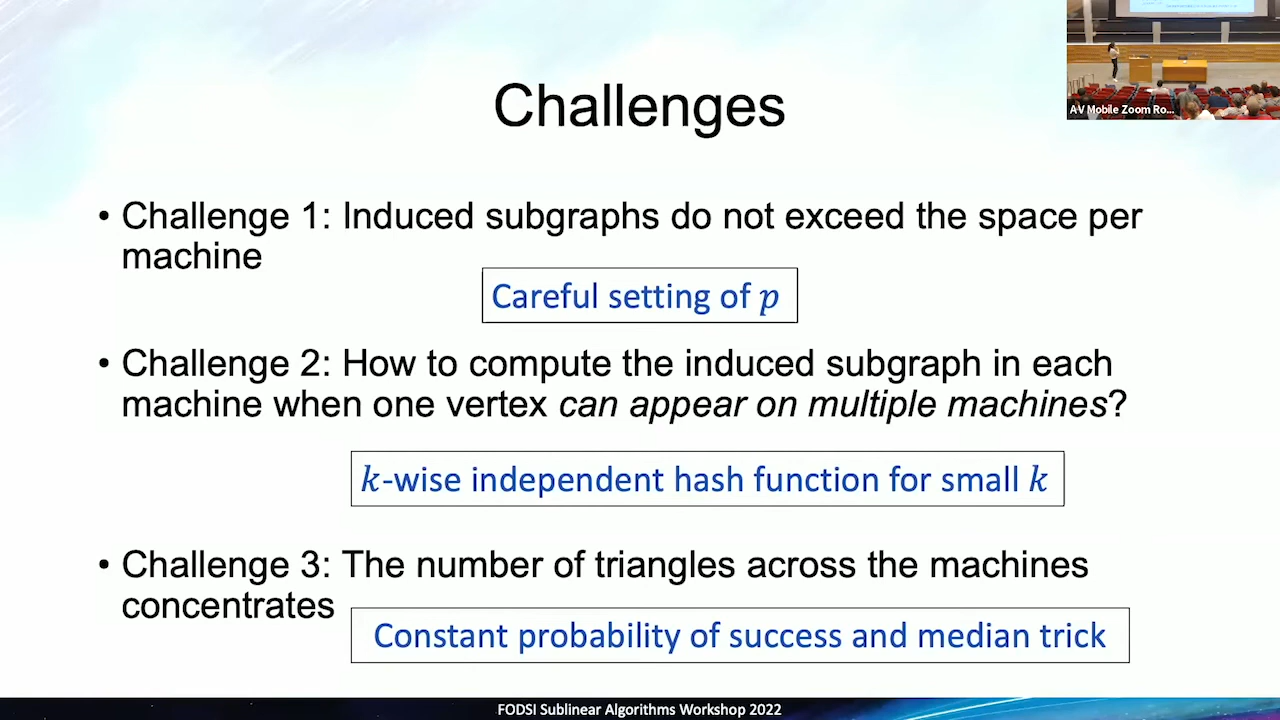 AV Mobile Zoom Ro...
Challenges
• Challenge 1: Induced subgraphs do not exceed the space per
machine
Careful setting of p
• Challenge 2: How to compute the induced subgraph in each
machine when one vertex can appear on multiple machines?
k-wise independent hash function for small k
• Challenge 3: The number of triangles across the machines
concentrates
Constant probability of success and median trick
FODSI Sublinear Algorithms Workshop 2022